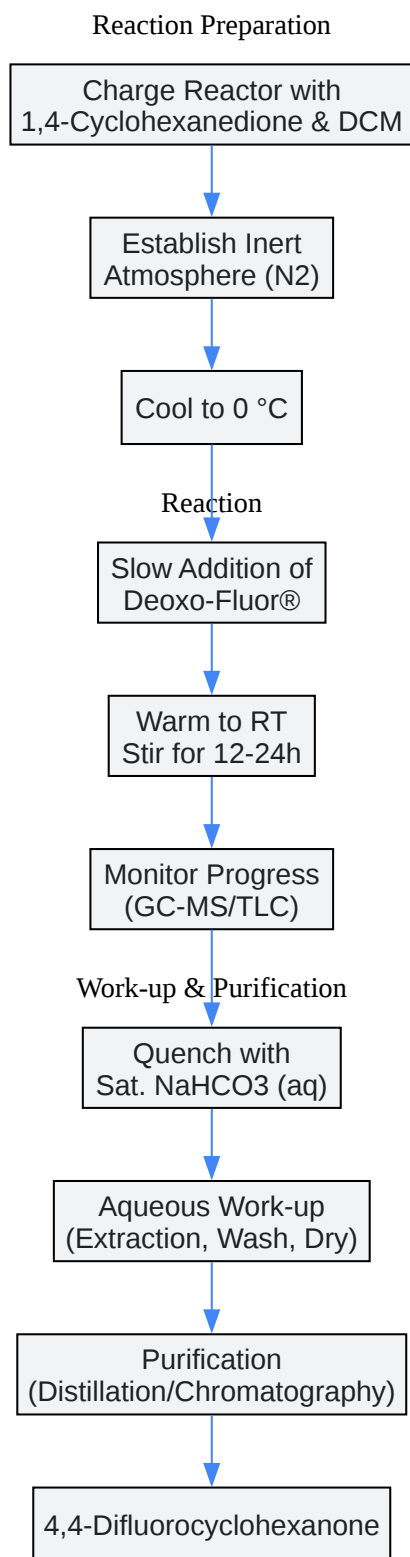 Reaction Preparation
Charge Reactor with
1,4-Cyclohexanedione & DCM
Establish Inert
Atmosphere (N2)
Cool to 0 °C
Reaction
Slow Addition of
Deoxo-Fluor®
Warm to RT
Stir for 12-24h
Monitor Progress
(GC-MS/TLC)
Work-up & Purification
Quench with
Sat. NaHCO3 (aq)
Aqueous Work-up
(Extraction, Wash, Dry)
Purification
(Distillation/Chromatography)
4,4-Difluorocyclohexanone